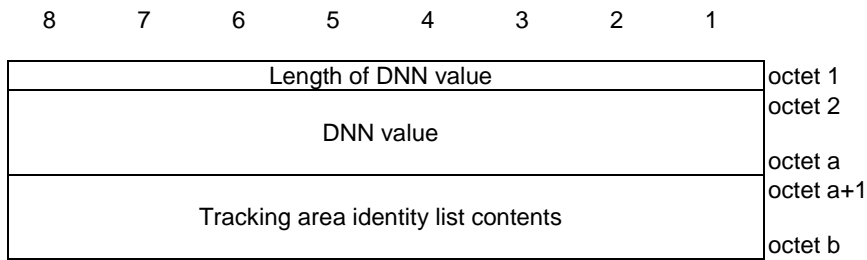 8 7 6 5 4 3 2 1
Length of DNN value octet 1
octet 2
DNN value
octet a
octet a+1
Tracking area identity list contents
octet b